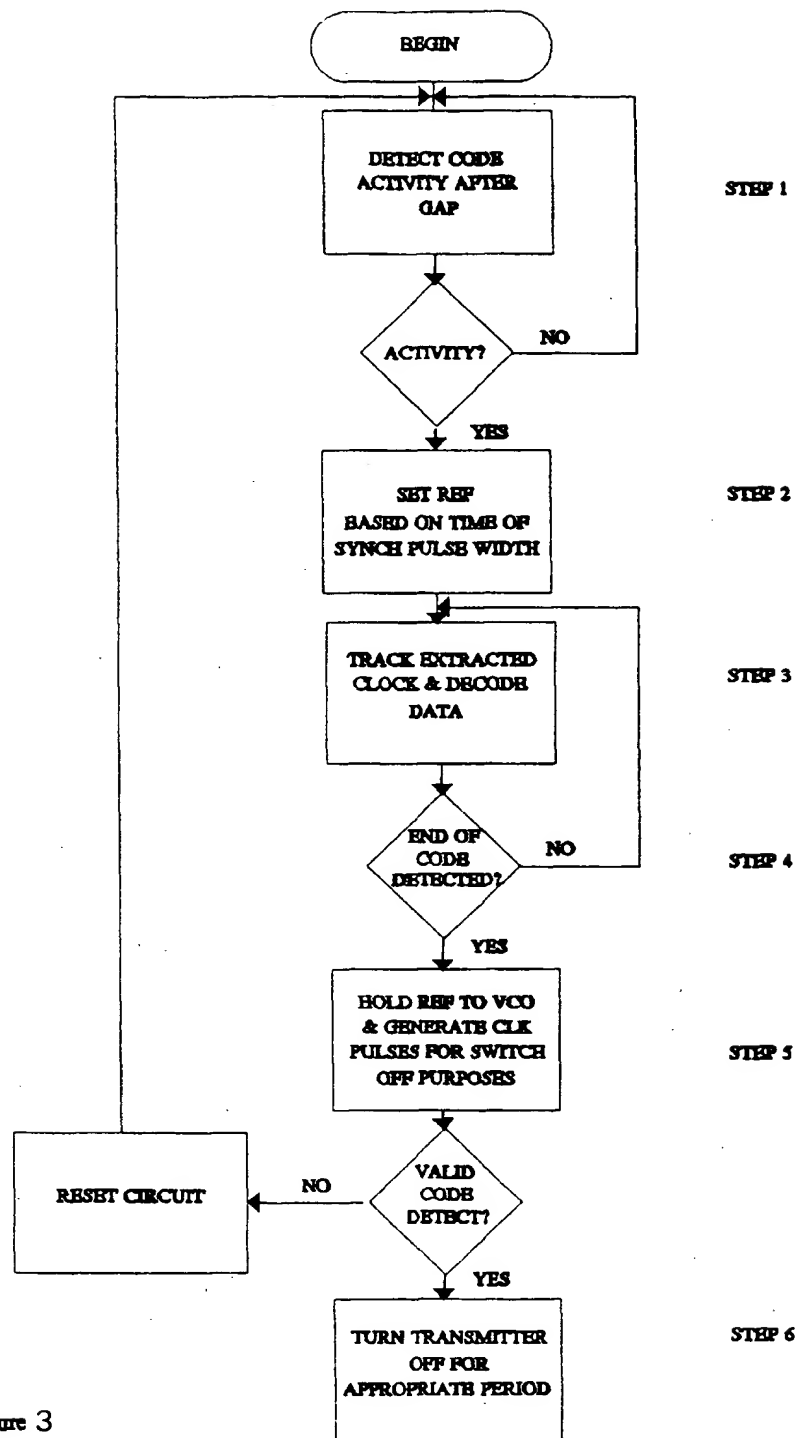 BEGIN
DETECT CODE
ACTIVITY AFTER
GAP
STEP 1
ACTIVITY?
NO
YES
SET REF
BASED ON TIME OF
SYNCH PULSE WIDTH
STEP 2
TRACK EXTRACTED
CLOCK & DECODE
DATA
STEP 3
END OF
CODE
DETECTED?
NO
STEP 4
YES
HOLD REF TO VCO
& GENERATE CLK
PULSES FOR SWITCH
OFF PURPOSES
STEP 5
VALID
CODE
DETECT?
NO
RESET CIRCUIT
YES
TURN TRANSMITTER
OFF FOR
APPROPRIATE PERIOD
STEP 6
ure 3